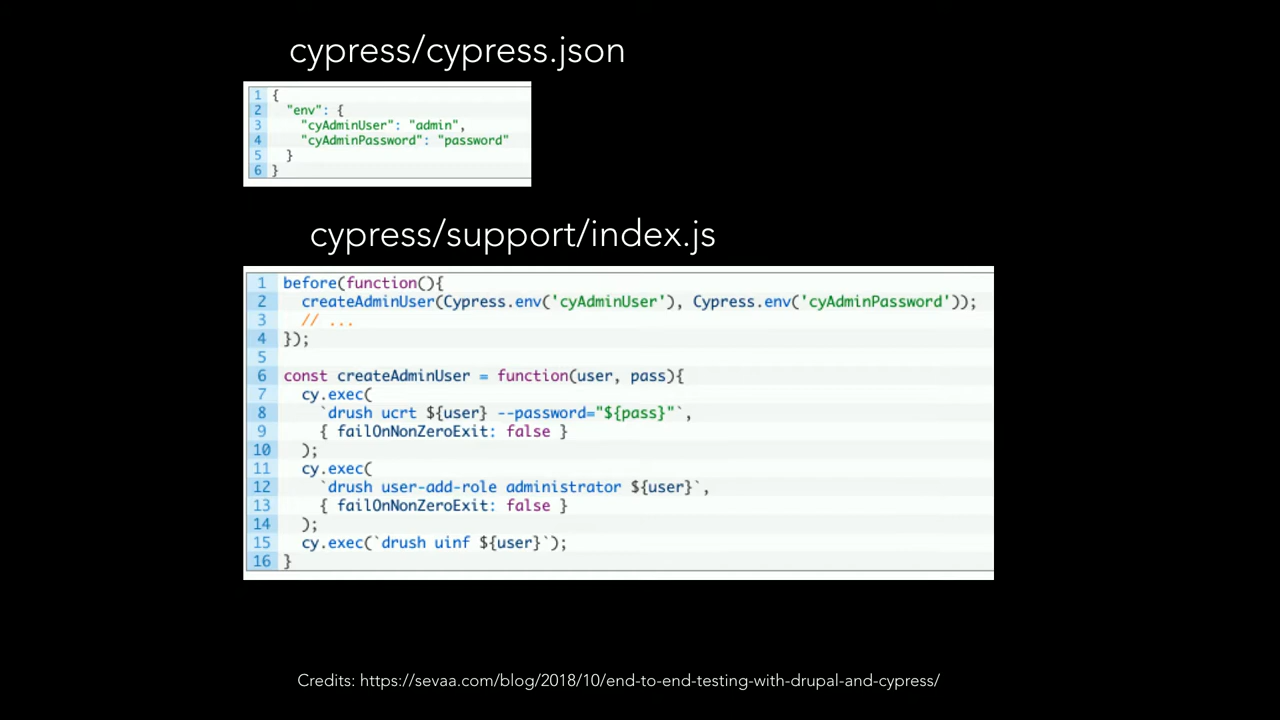 cypress/cypress.json
1 {
2   "env": {
3     "cyAdminUser": "admin",
4     "cyAdminPassword": "password"
5   }
6 }
cypress/support/index.js
1 before(function(){
2   createAdminUser(Cypress.env('cyAdminUser'), Cypress.env('cyAdminPassword'));
3   // ...
4 });
5
6 const createAdminUser = function(user, pass){
7   cy.exec(
8     `drush ucrt ${user} --password="${pass}"`,
9     { failOnNonZeroExit: false }
10   );
11   cy.exec(
12     `drush user-add-role administrator ${user}`,
13     { failOnNonZeroExit: false }
14   );
15   cy.exec(`drush uinf ${user}`);
16 }
Credits: https://sevaa.com/blog/2018/10/end-to-end-testing-with-drupal-and-cypress/